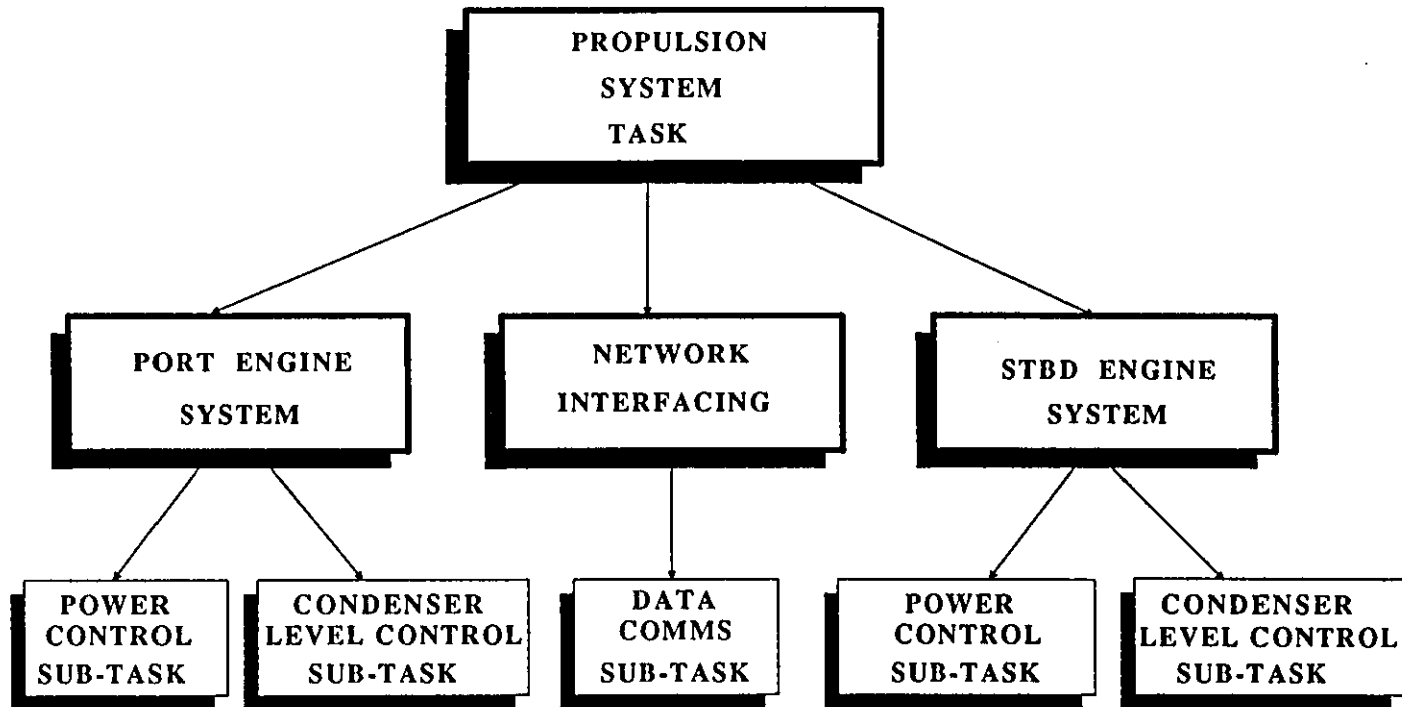 PROPULSION
SYSTEM
TASK
PORT ENGINE
SYSTEM
NETWORK
INTERFACING
STBD ENGINE
SYSTEM
POWER
CONTROL
SUB-TASK
CONDENSER
LEVEL CONTROL
SUB-TASK
DATA
COMMS
SUB-TASK
POWER
CONTROL
SUB-TASK
CONDENSER
LEVEL CONTROL
SUB-TASK